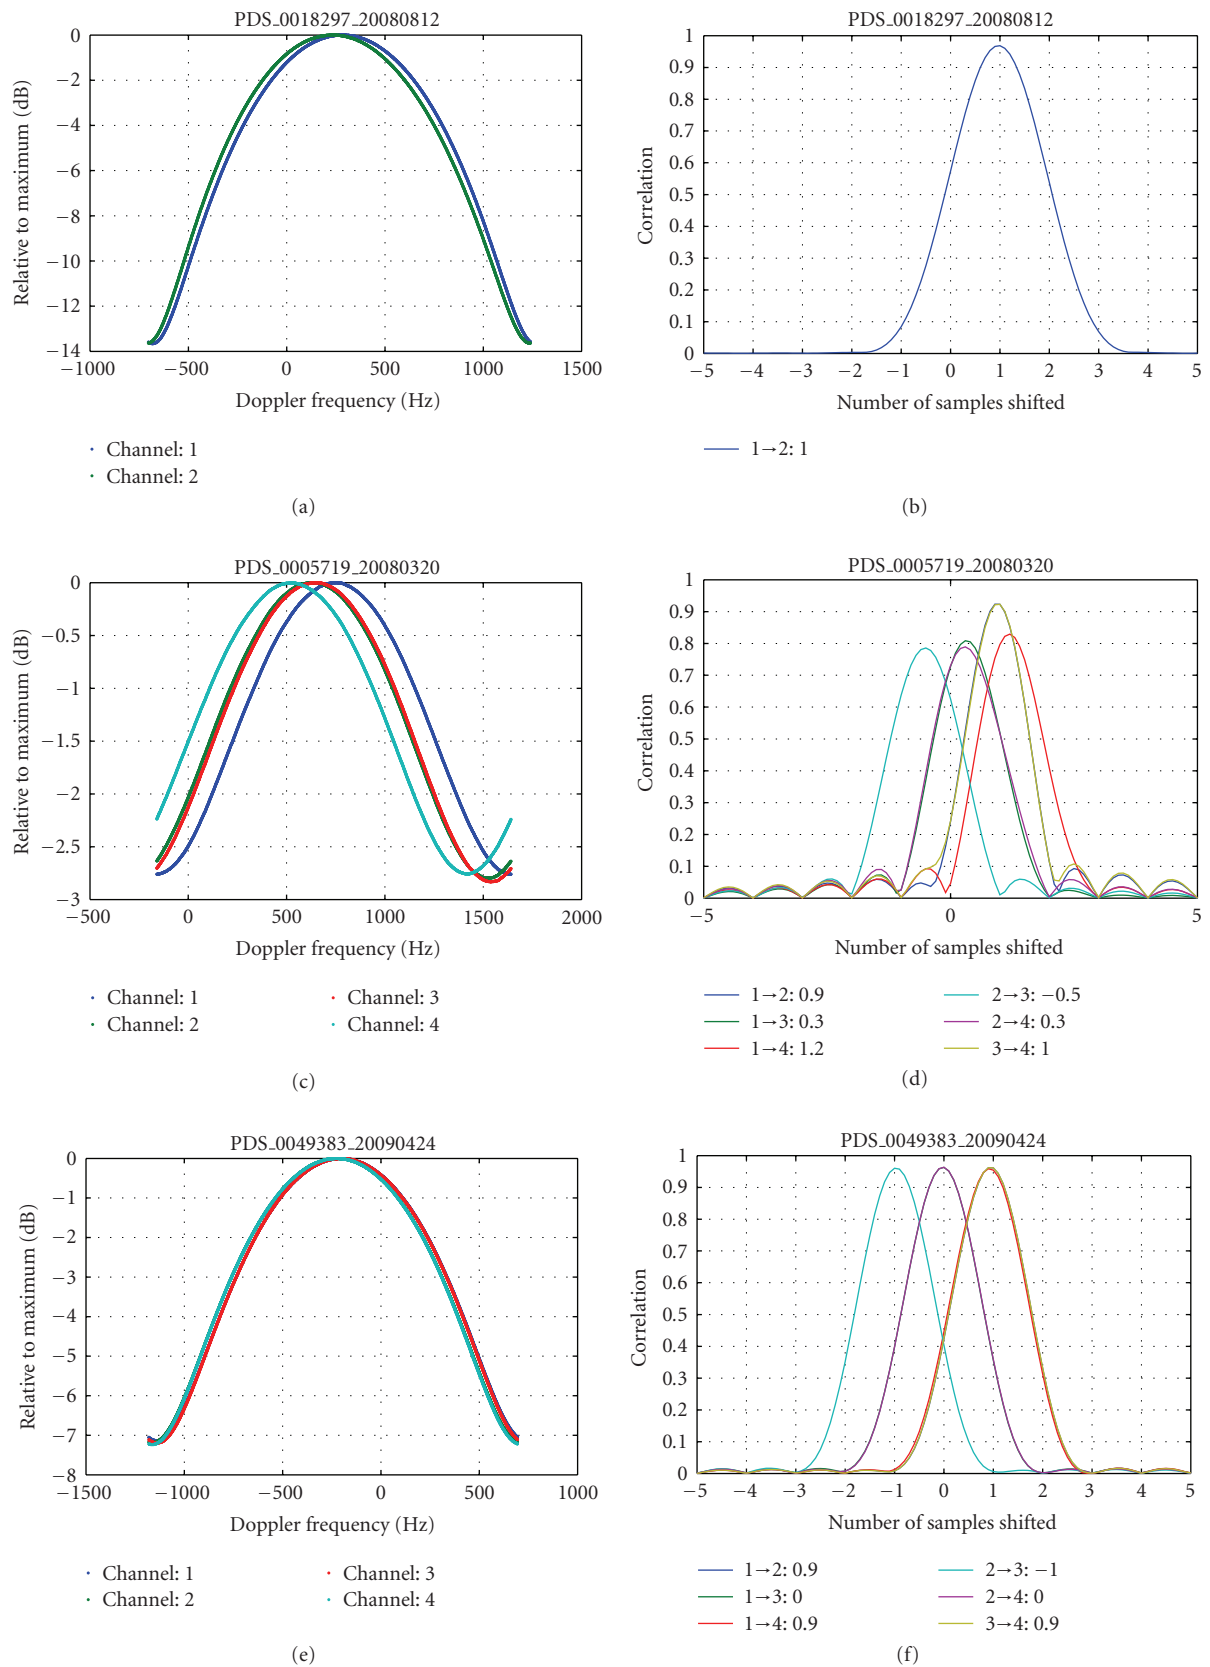 PDS_0018297_20080812
Relative to maximum (dB)
0
−2
−4
−6
−8
−10
−12
−14
−1000 −500 0 500 1000 1500
Doppler frequency (Hz)
Channel: 1
Channel: 2
(a)
PDS_0018297_20080812
Correlation
1
0.9
0.8
0.7
0.6
0.5
0.4
0.3
0.2
0.1
0
−5 −4 −3 −2 −1 0 1 2 3 4 5
Number of samples shifted
1→2: 1
(b)
PDS_0005719_20080320
Relative to maximum (dB)
0
−0.5
−1
−1.5
−2
−2.5
−3
−500 0 500 1000 1500 2000
Doppler frequency (Hz)
Channel: 1
Channel: 2
Channel: 3
Channel: 4
(c)
PDS_0005719_20080320
Correlation
1
0.9
0.8
0.7
0.6
0.5
0.4
0.3
0.2
0.1
0
−5 0 5
Number of samples shifted
1→2: 0.9
1→3: 0.3
1→4: 1.2
2→3: −0.5
2→4: 0.3
3→4: 1
(d)
PDS_0049383_20090424
Relative to maximum (dB)
0
−1
−2
−3
−4
−5
−6
−7
−8
−1500 −1000 −500 0 500 1000
Doppler frequency (Hz)
Channel: 1
Channel: 2
Channel: 3
Channel: 4
(e)
PDS_0049383_20090424
Correlation
1
0.9
0.8
0.7
0.6
0.5
0.4
0.3
0.2
0.1
0
−5 −4 −3 −2 −1 0 1 2 3 4 5
Number of samples shifted
1→2: 0.9
1→3: 0
1→4: 0.9
2→3: −1
2→4: 0
3→4: 0.9
(f)